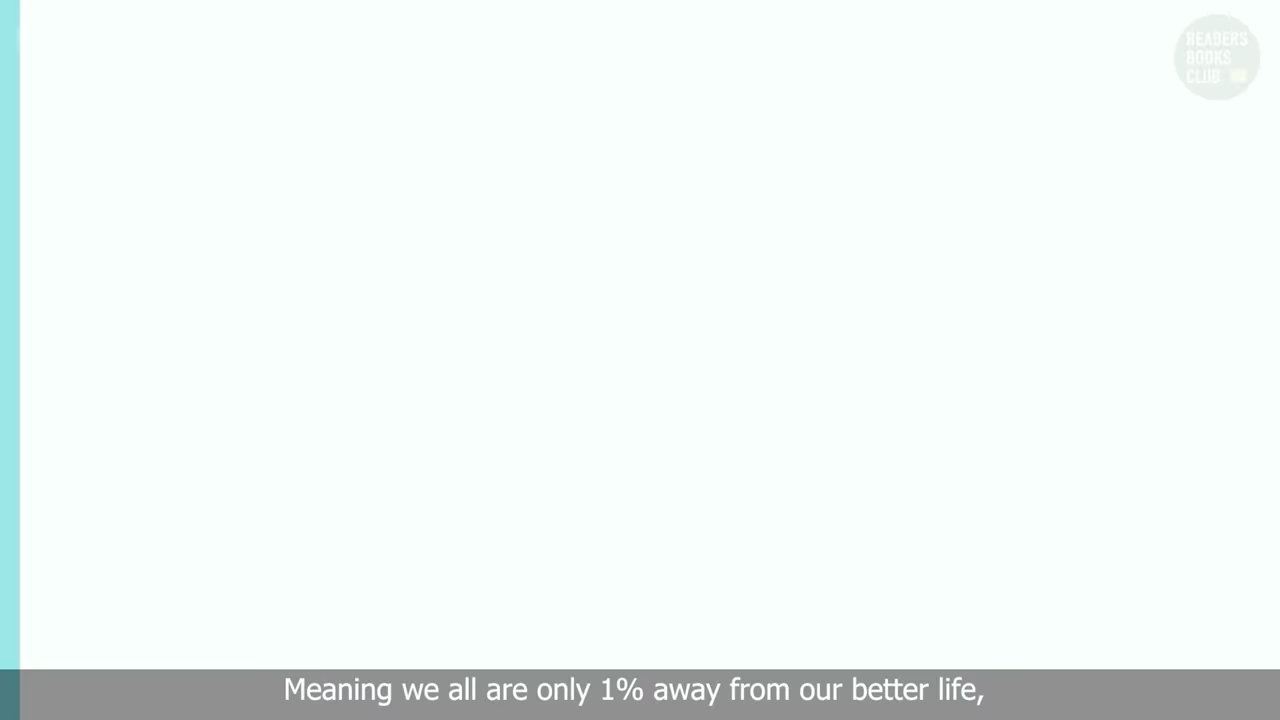 READERS
BOOKS
CLUB
Meaning we all are only 1% away from our better life,